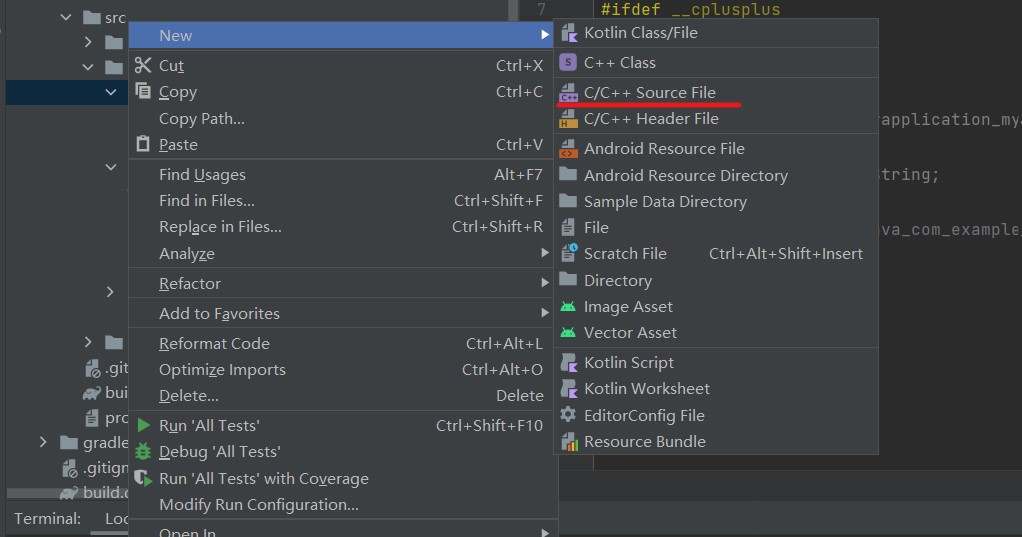 src
.git
bui
pro
gradle
.gitign
build.g
Terminal:
Loc
New
Cut Ctrl+X
Copy Ctrl+C
Copy Path...
Paste Ctrl+V
Find Usages Alt+F7
Find in Files... Ctrl+Shift+F
Replace in Files... Ctrl+Shift+R
Analyze
Refactor
Add to Favorites
Reformat Code Ctrl+Alt+L
Optimize Imports Ctrl+Alt+O
Delete... Delete
Run 'All Tests' Ctrl+Shift+F10
Debug 'All Tests'
Run 'All Tests' with Coverage
Modify Run Configuration...
Open In
Kotlin Class/File
S C++ Class
C++ C/C++ Source File
H C/C++ Header File
Android Resource File
Android Resource Directory
Sample Data Directory
File
Scratch File Ctrl+Alt+Shift+Insert
Directory
Image Asset
Vector Asset
Kotlin Script
Kotlin Worksheet
EditorConfig File
Resource Bundle
7 #ifdef __cplusplus
application_mya
string;
ava_com_example